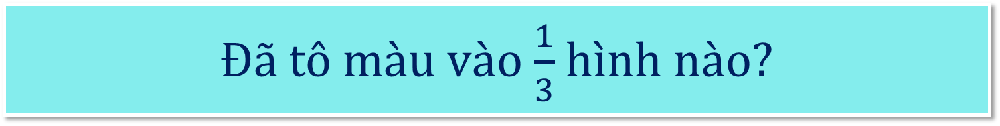 Đã tô màu vào 1/3 hình nào?